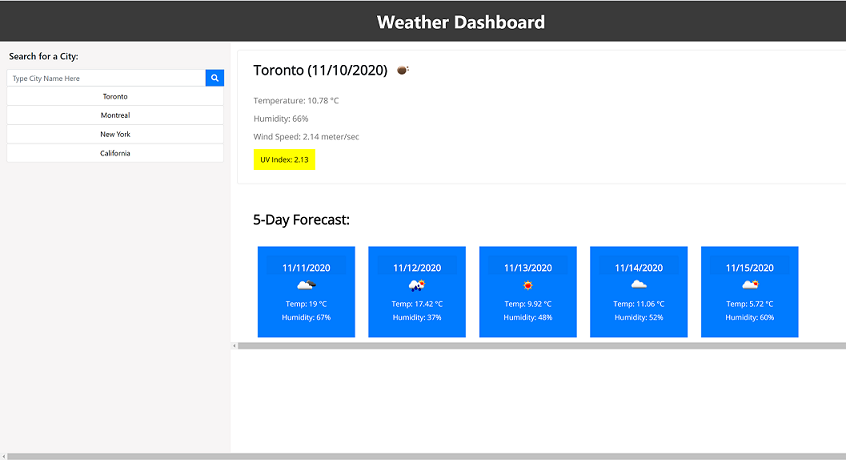 Weather Dashboard
Search for a City:
Type City Name Here
Toronto
Montreal
New York
California
Toronto (11/10/2020)
Temperature: 10.78 °C
Humidity: 66%
Wind Speed: 2.14 meter/sec
UV Index: 2.13
5-Day Forecast:
11/11/2020
Temp: 19 °C
Humidity: 67%
11/12/2020
Temp: 17.42 °C
Humidity: 37%
11/13/2020
Temp: 9.92 °C
Humidity: 48%
11/14/2020
Temp: 11.06 °C
Humidity: 52%
11/15/2020
Temp: 5.72 °C
Humidity: 60%